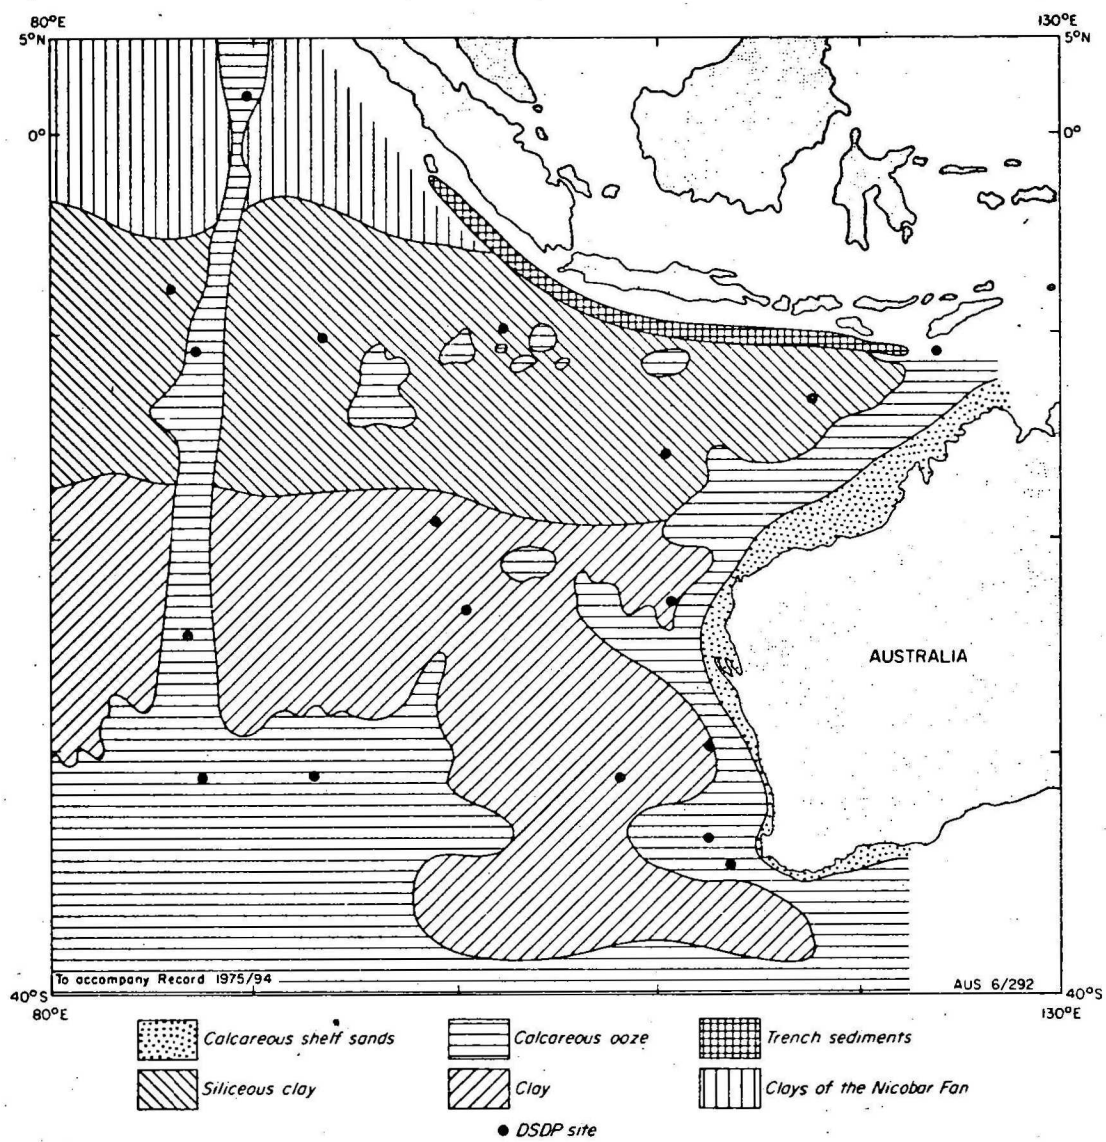 80°E 130°E
5°N 5°N
0° 0°
AUSTRALIA
To accompany Record 1975/94 AUS 6/292
40°S 40°S
80°E 130°E
Calcareous shelf sands Calcareous ooze Trench sediments
Siliceous clay Clay Clays of the Nicobar Fan
DSDP site